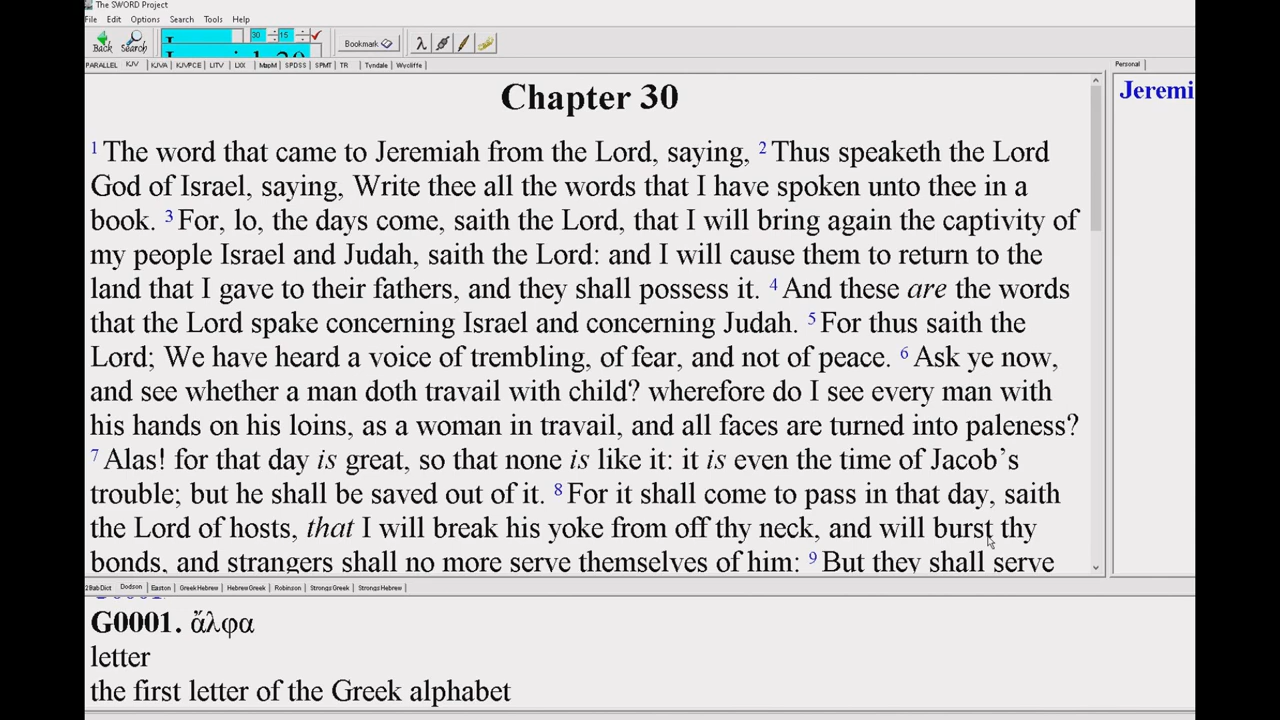 The SWORD Project
File Edit Options Search Tools Help
Back Search 30 15 Bookmark λ
PARALLEL KJV KJVA KJVPCE LITV LXX MapM SPDSS SPMT TR Tyndale Wycliffe
Personal
Jeremi
Chapter 30
1 The word that came to Jeremiah from the Lord, saying, 2 Thus speaketh the Lord
God of Israel, saying, Write thee all the words that I have spoken unto thee in a
book. 3 For, lo, the days come, saith the Lord, that I will bring again the captivity of
my people Israel and Judah, saith the Lord: and I will cause them to return to the
land that I gave to their fathers, and they shall possess it. 4 And these are the words
that the Lord spake concerning Israel and concerning Judah. 5 For thus saith the
Lord; We have heard a voice of trembling, of fear, and not of peace. 6 Ask ye now,
and see whether a man doth travail with child? wherefore do I see every man with
his hands on his loins, as a woman in travail, and all faces are turned into paleness?
7 Alas! for that day is great, so that none is like it: it is even the time of Jacob’s
trouble; but he shall be saved out of it. 8 For it shall come to pass in that day, saith
the Lord of hosts, that I will break his yoke from off thy neck, and will burst thy
bonds, and strangers shall no more serve themselves of him: 9 But they shall serve
2BabDict Dodson Easton GreekHebrew HebrewGreek Robinson StrongsGreek StrongsHebrew
G0001. ἄλφα
letter
the first letter of the Greek alphabet